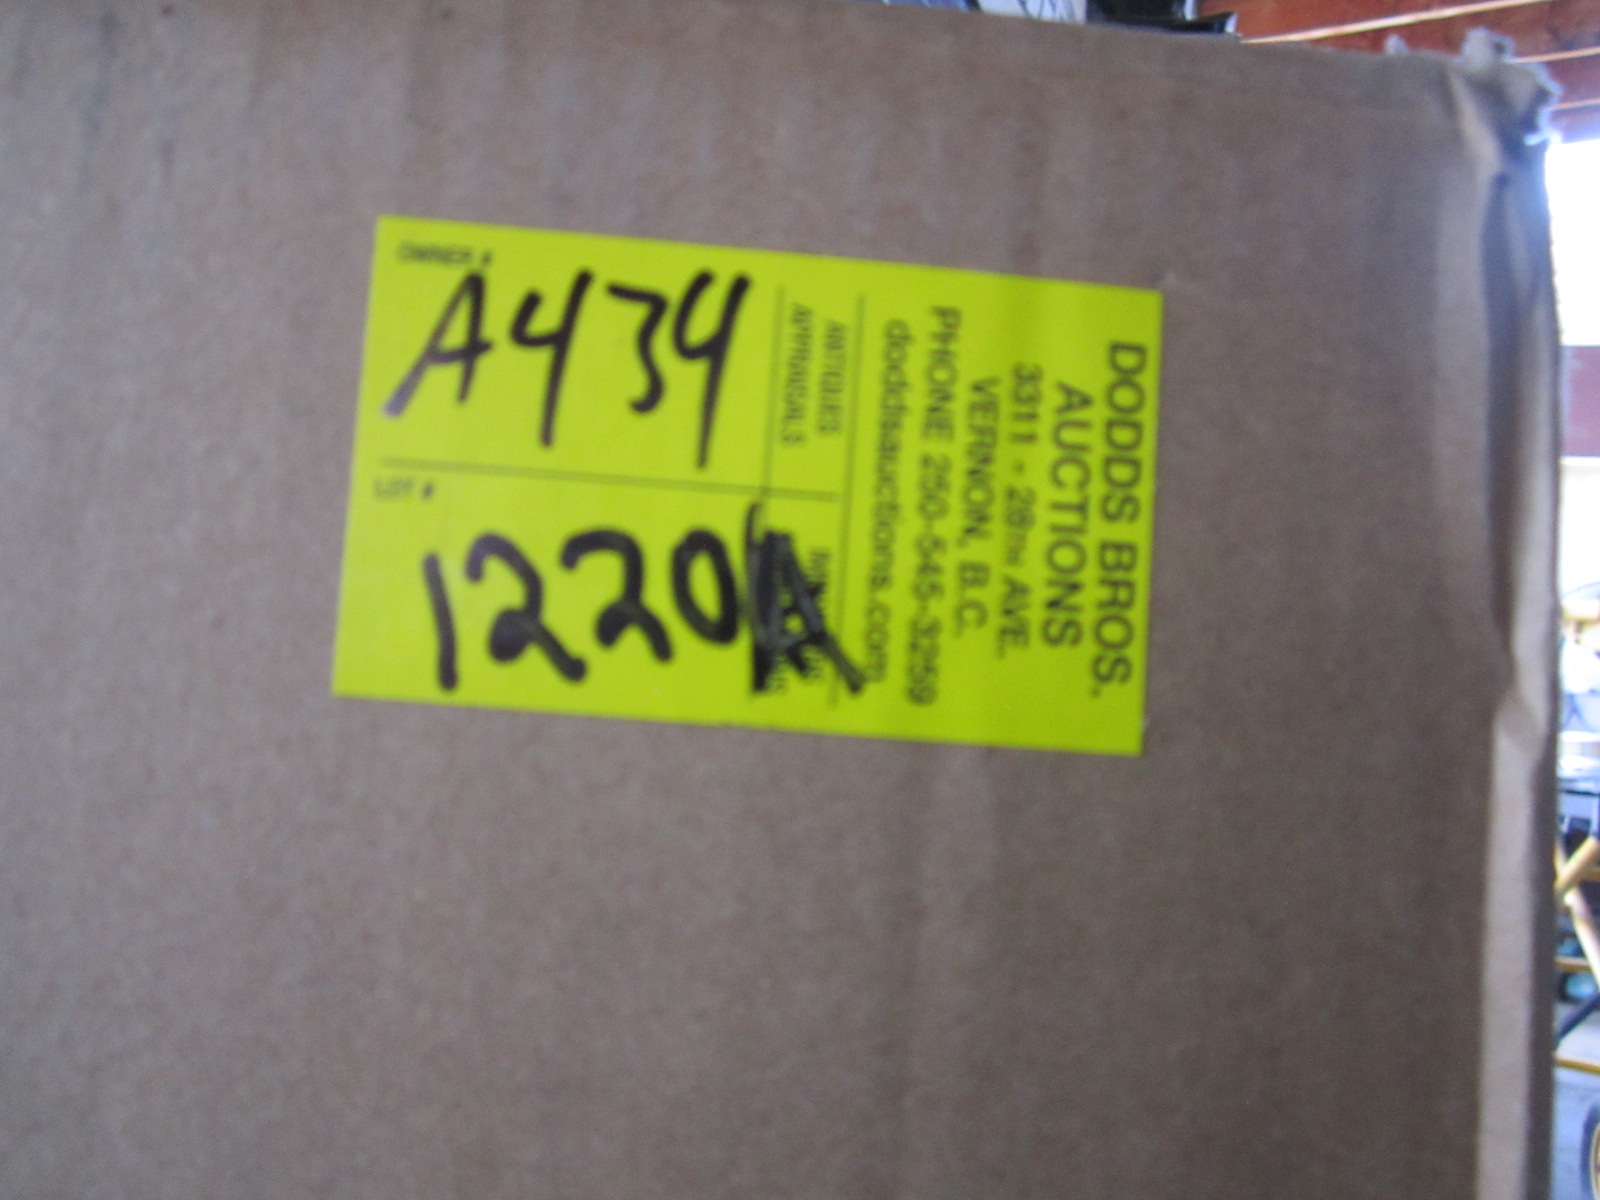 OWNER #
A434
LOT #
1220A
ANTIQUES
APPRAISALS
DODDS BROS.
AUCTIONS
3311 - 28TH AVE.
VERNON, B.C.
PHONE 250-545-3259
doddsauctions.com